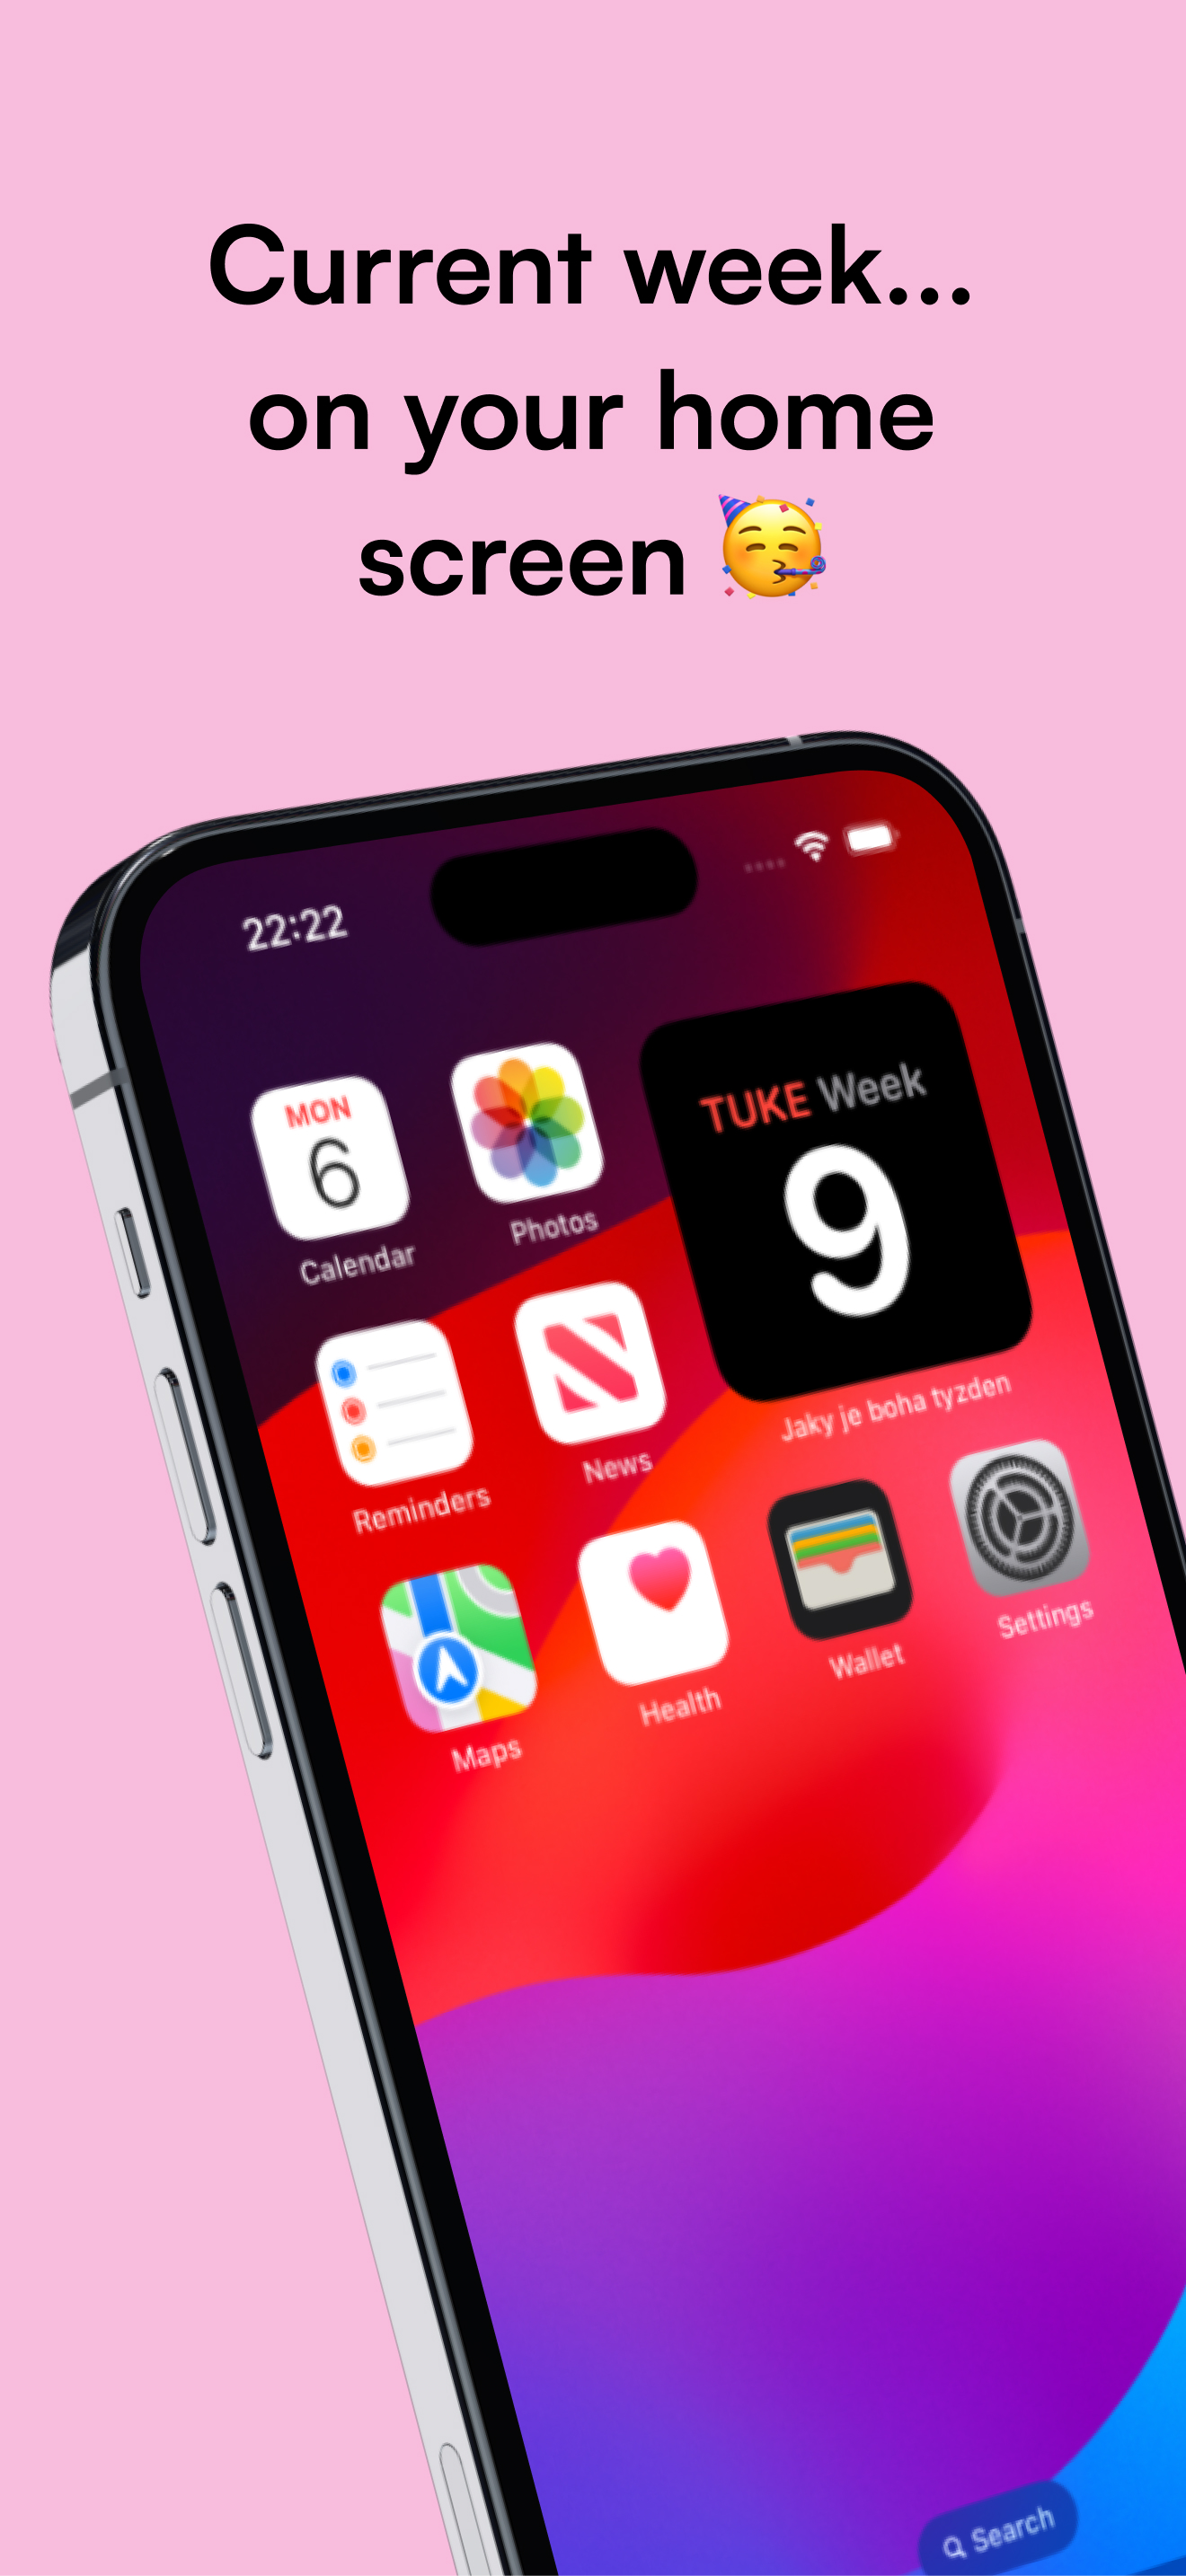 Current week...
on your home
screen 🥳
22:22
MON
6
Calendar
Photos
TUKE Week
9
Jaky je boha tyzden
Reminders
News
Maps
Health
Wallet
Settings
Search